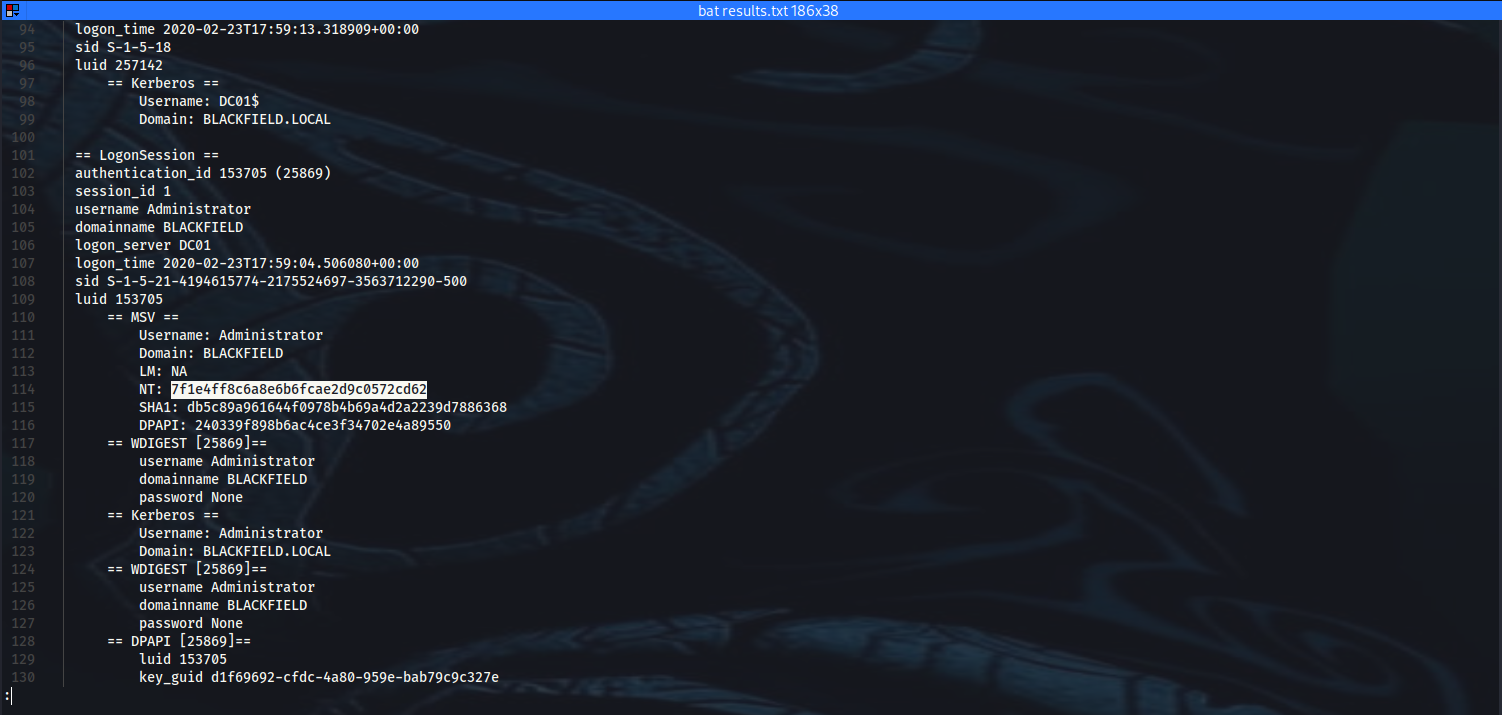 bat results.txt 186x38
94 logon_time 2020-02-23T17:59:13.318909+00:00
95 sid S-1-5-18
96 luid 257142
97 == Kerberos ==
98 Username: DC01$
99 Domain: BLACKFIELD.LOCAL
100
101 == LogonSession ==
102 authentication_id 153705 (25869)
103 session_id 1
104 username Administrator
105 domainname BLACKFIELD
106 logon_server DC01
107 logon_time 2020-02-23T17:59:04.506080+00:00
108 sid S-1-5-21-4194615774-2175524697-3563712290-500
109 luid 153705
110 == MSV ==
111 Username: Administrator
112 Domain: BLACKFIELD
113 LM: NA
114 NT: 7f1e4ff8c6a8e6b6fcae2d9c0572cd62
115 SHA1: db5c89a961644f0978b4b69a4d2a2239d7886368
116 DPAPI: 240339f898b6ac4ce3f34702e4a89550
117 == WDIGEST [25869]==
118 username Administrator
119 domainname BLACKFIELD
120 password None
121 == Kerberos ==
122 Username: Administrator
123 Domain: BLACKFIELD.LOCAL
124 == WDIGEST [25869]==
125 username Administrator
126 domainname BLACKFIELD
127 password None
128 == DPAPI [25869]==
129 luid 153705
130 key_guid d1f69692-cfdc-4a80-959e-bab79c9c327e
: